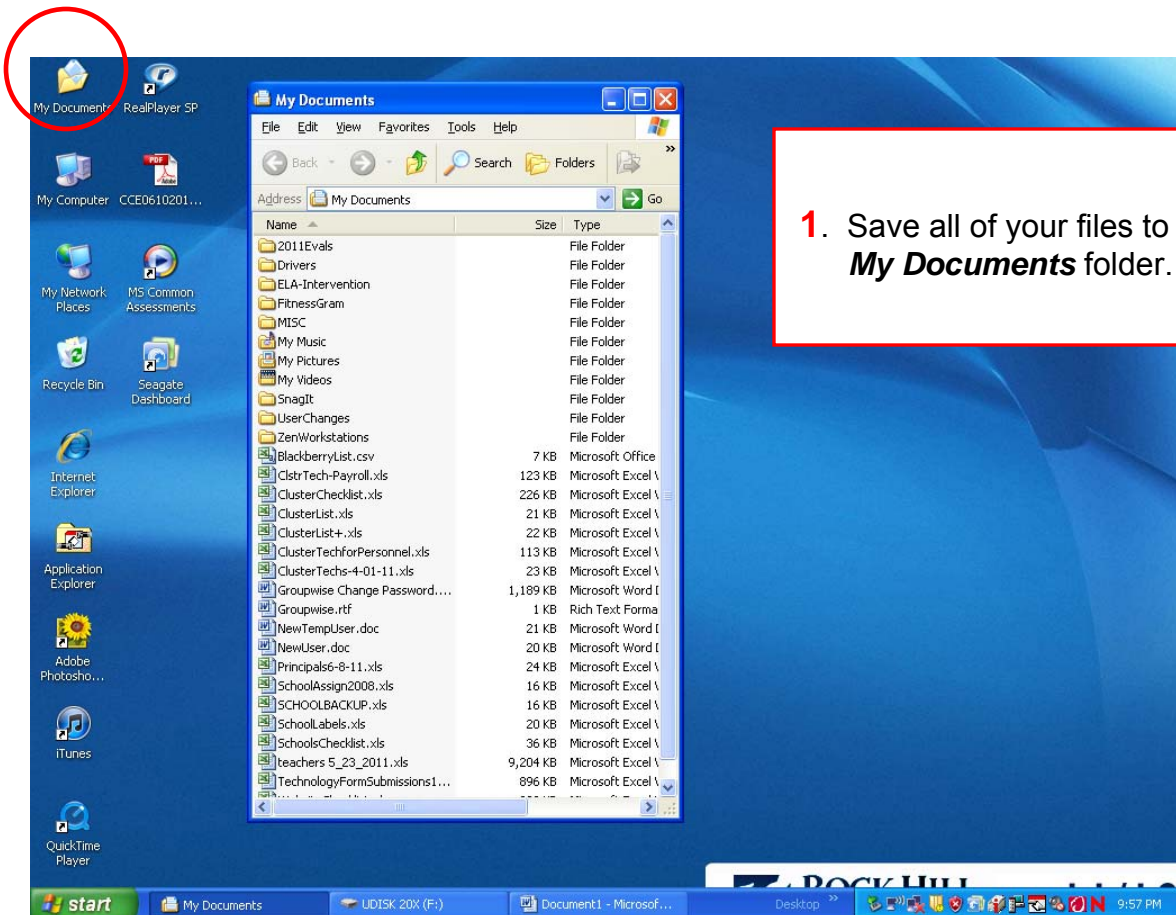 My Documents
RealPlayer SP
My Computer
CCE0610201...
My Network Places
MS Common Assessments
Recycle Bin
Seagate Dashboard
Internet Explorer
Application Explorer
Adobe Photosho...
iTunes
QuickTime Player
My Documents
File Edit View Favorites Tools Help
Back Search Folders »
Address My Documents Go
Name Size Type
2011Evals File Folder
Drivers File Folder
ELA-Intervention File Folder
FitnessGram File Folder
MISC File Folder
My Music File Folder
My Pictures File Folder
My Videos File Folder
SnagIt File Folder
UserChanges File Folder
ZenWorkstations File Folder
BlackberryList.csv 7 KB Microsoft Office
ClstrTech-Payroll.xls 123 KB Microsoft Excel
ClusterChecklist.xls 226 KB Microsoft Excel
ClusterList.xls 21 KB Microsoft Excel
ClusterList+.xls 22 KB Microsoft Excel
ClusterTechforPersonnel.xls 113 KB Microsoft Excel
ClusterTechs-4-01-11.xls 23 KB Microsoft Excel
Groupwise Change Password.... 1,189 KB Microsoft Word
Groupwise.rtf 1 KB Rich Text Forma
NewTempUser.doc 21 KB Microsoft Word
NewUser.doc 20 KB Microsoft Word
Principals6-8-11.xls 24 KB Microsoft Excel
SchoolAssign2008.xls 16 KB Microsoft Excel
SCHOOLBACKUP.xls 16 KB Microsoft Excel
SchoolLabels.xls 20 KB Microsoft Excel
SchoolsChecklist.xls 36 KB Microsoft Excel
teachers 5_23_2011.xls 9,204 KB Microsoft Excel
TechnologyFormSubmissions1... 896 KB Microsoft Excel
1. Save all of your files to
My Documents folder.
ROCK HILL
start My Documents UDISK 20X (F:) Document1 - Microsof... Desktop » N 9:57 PM